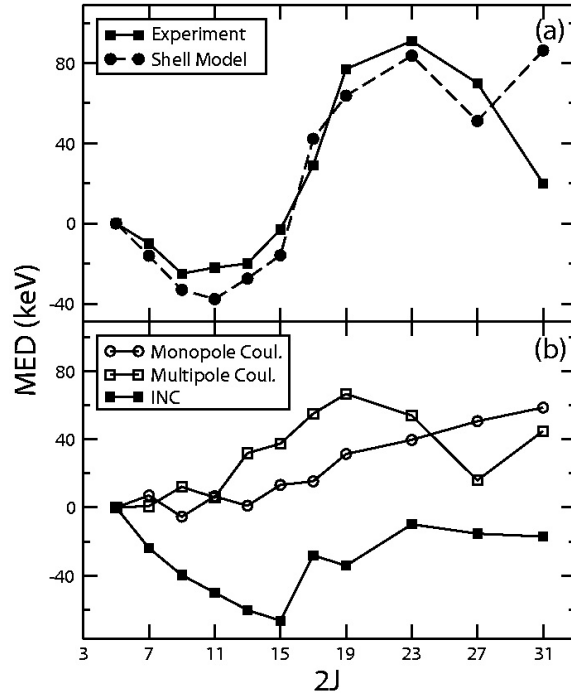 (a)
Experiment
Shell Model
80
40
0
-40
MED (keV)
(b)
Monopole Coul.
Multipole Coul.
INC
80
40
0
-40
3 7 11 15 19 23 27 31
2J